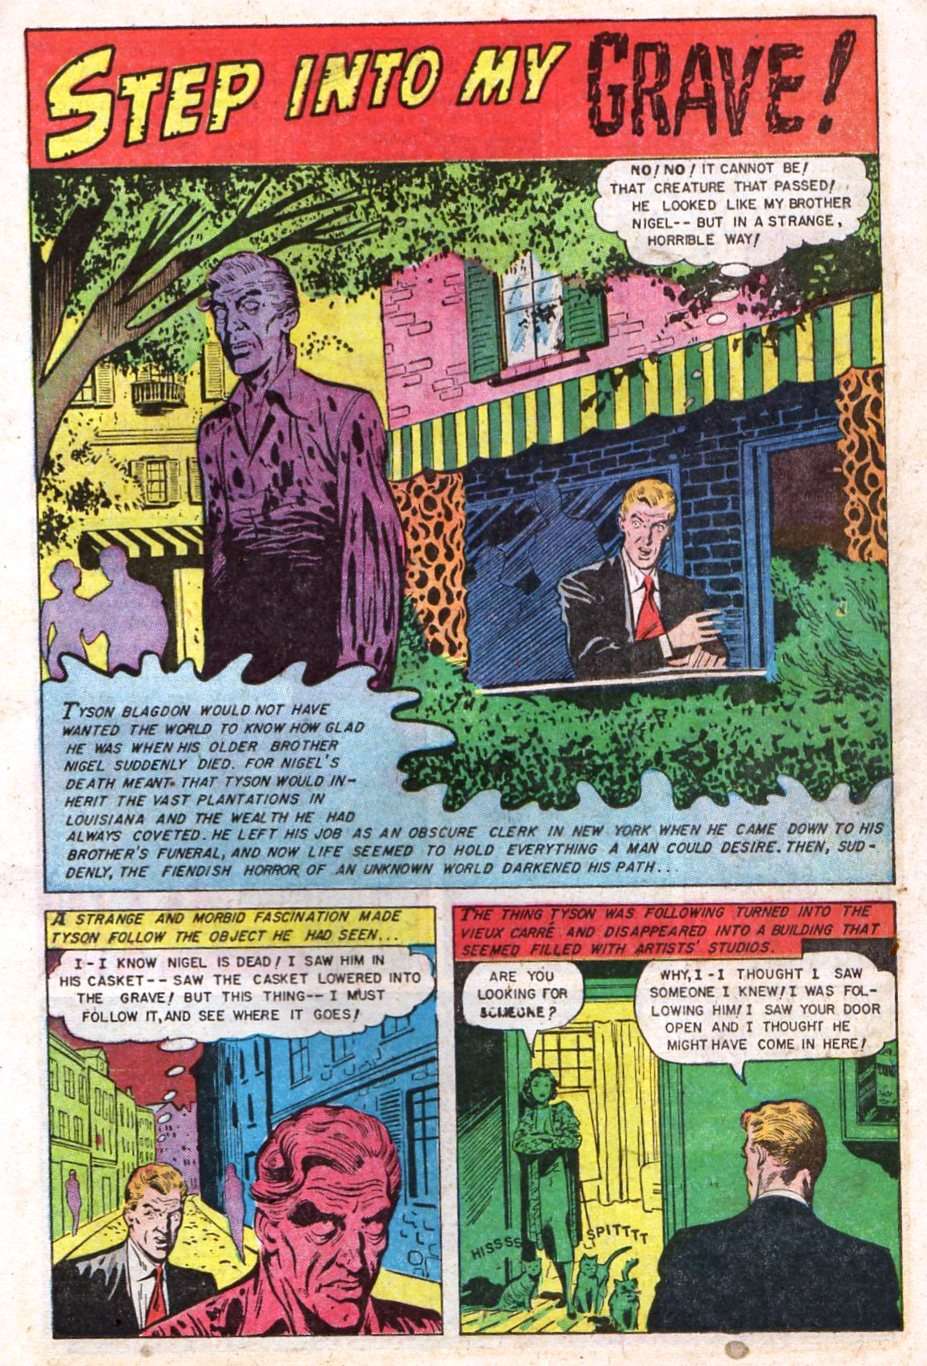 STEP INTO MY GRAVE!
NO! NO! IT CANNOT BE!
THAT CREATURE THAT PASSED!
HE LOOKED LIKE MY BROTHER
NIGEL-- BUT IN A STRANGE,
HORRIBLE WAY!
TYSON BLAGDON WOULD NOT HAVE
WANTED THE WORLD TO KNOW HOW GLAD
HE WAS WHEN HIS OLDER BROTHER
NIGEL SUDDENLY DIED. FOR NIGEL'S
DEATH MEANT THAT TYSON WOULD IN-
HERIT THE VAST PLANTATIONS IN
LOUISIANA AND THE WEALTH HE HAD
ALWAYS COVETED. HE LEFT HIS JOB AS AN OBSCURE CLERK IN NEW YORK WHEN HE CAME DOWN TO HIS
BROTHER'S FUNERAL, AND NOW LIFE SEEMED TO HOLD EVERYTHING A MAN COULD DESIRE. THEN, SUD-
DENLY, THE FIENDISH HORROR OF AN UNKNOWN WORLD DARKENED HIS PATH...
A STRANGE AND MORBID FASCINATION MADE
TYSON FOLLOW THE OBJECT HE HAD SEEN...
I-I KNOW NIGEL IS DEAD! I SAW HIM IN
HIS CASKET-- SAW THE CASKET LOWERED INTO
THE GRAVE! BUT THIS THING-- I MUST
FOLLOW IT, AND SEE WHERE IT GOES!
THE THING TYSON WAS FOLLOWING TURNED INTO THE
VIEUX CARRÉ AND DISAPPEARED INTO A BUILDING THAT
SEEMED FILLED WITH ARTISTS' STUDIOS.
ARE YOU
LOOKING FOR
SOMEONE?
WHY, I-I THOUGHT I SAW
SOMEONE I KNEW! I WAS FOL-
LOWING HIM! I SAW YOUR DOOR
OPEN AND I THOUGHT HE
MIGHT HAVE COME IN HERE!
HISSSS
SPITTTT